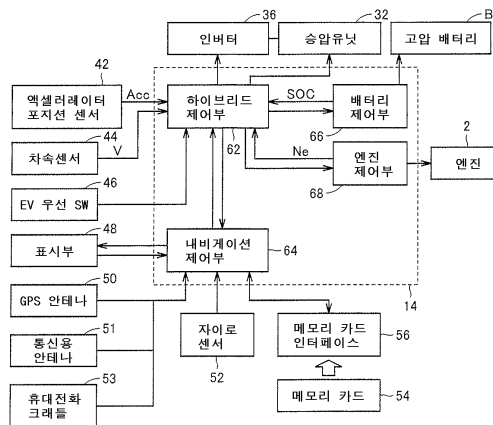 36
32
B
인버터
승압유닛
고압 배터리
42
액셀러레이터
포지션 센서
Acc
하이브리드
제어부
SOC
배터리
제어부
62
66
44
차속센서
V
Ne
엔진
제어부
68
2
엔진
46
EV 우선 SW
48
표시부
내비게이션
제어부
64
50
GPS 안테나
14
51
통신용
안테나
자이로
센서
52
메모리 카드
인터페이스
56
53
휴대전화
크래들
메모리 카드
54